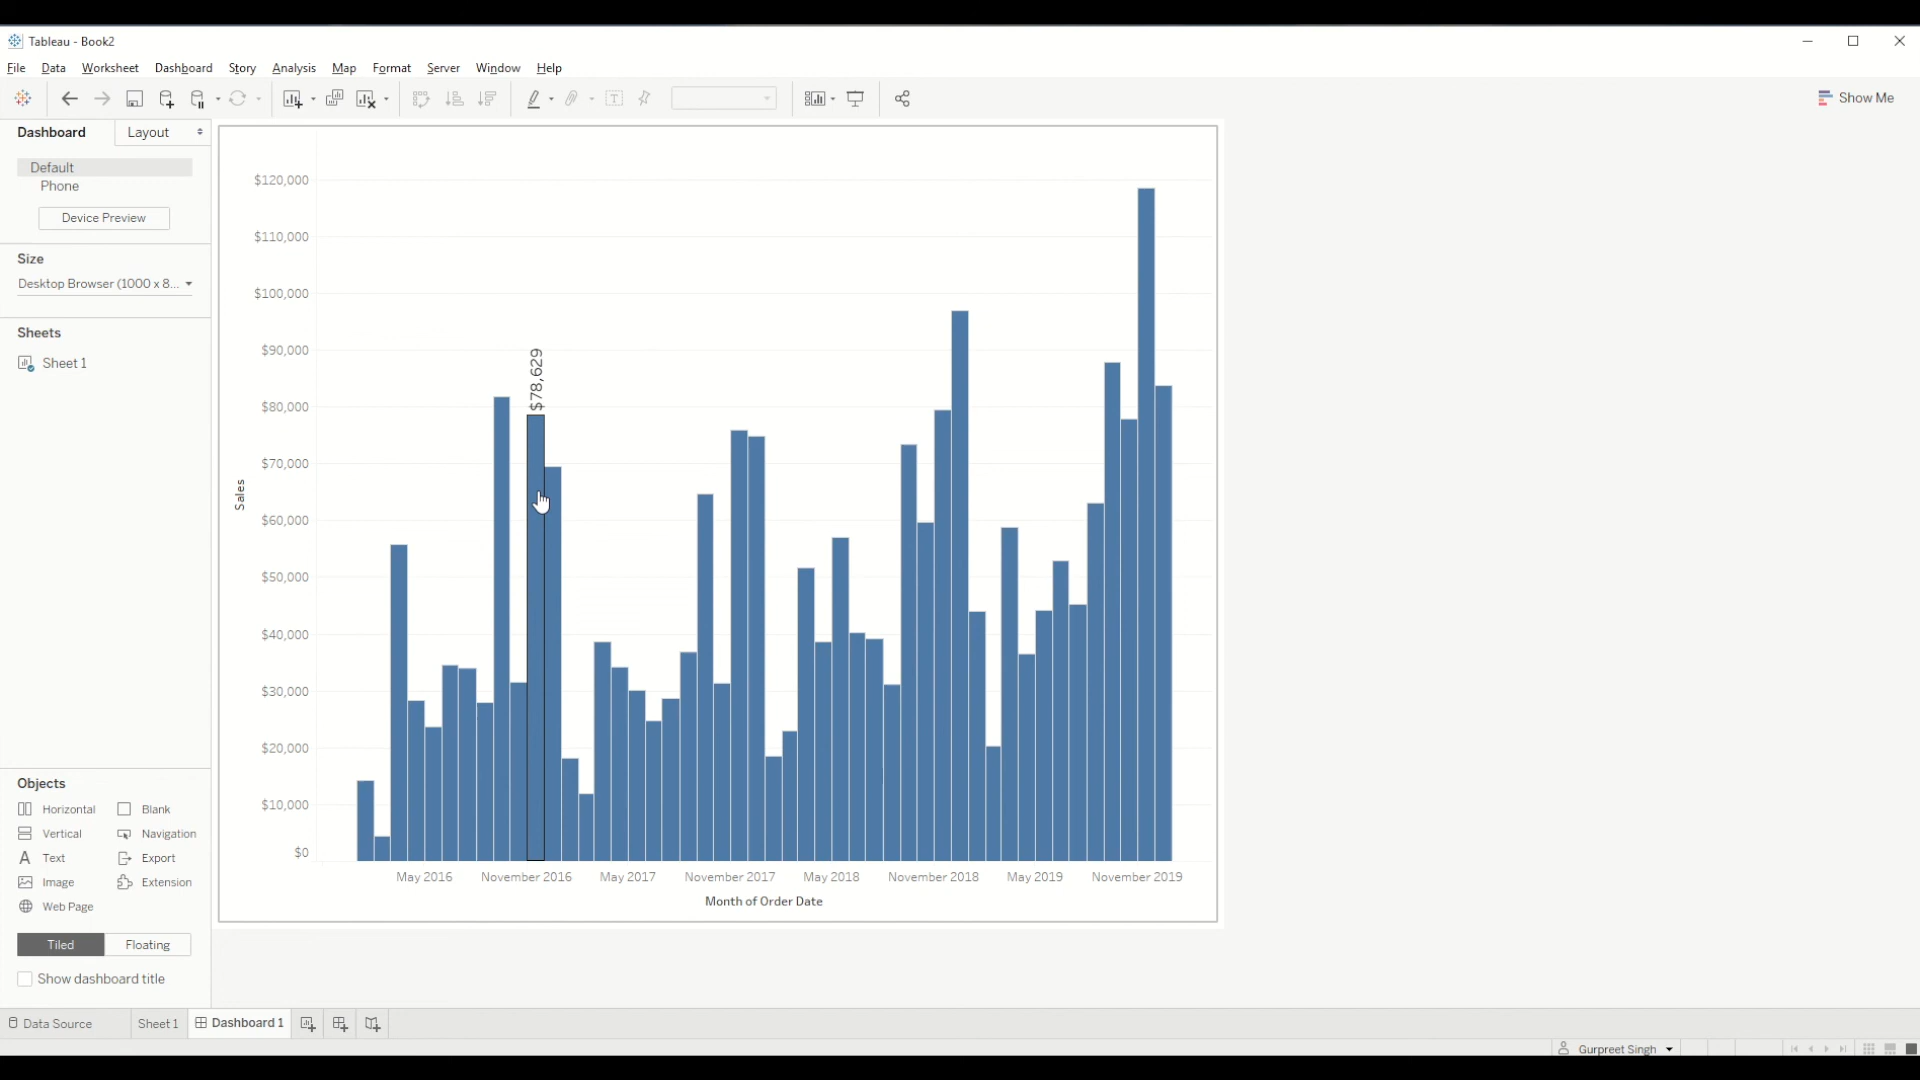 Tableau - Book2
File Data Worksheet Dashboard Story Analysis Map Format Server Window Help
Show Me
Dashboard Layout
Default
Phone
Device Preview
Size
Desktop Browser (1000 x 8...
Sheets
Sheet 1
Objects
Horizontal Blank
Vertical Navigation
Text Export
Image Extension
Web Page
Tiled Floating
Show dashboard title
$120,000
$110,000
$100,000
$90,000
$80,000
$70,000
$60,000
$50,000
$40,000
$30,000
$20,000
$10,000
$0
Sales
$78,629
May 2016 November 2016 May 2017 November 2017 May 2018 November 2018 May 2019 November 2019
Month of Order Date
Data Source Sheet 1 Dashboard 1
Gurpreet Singh